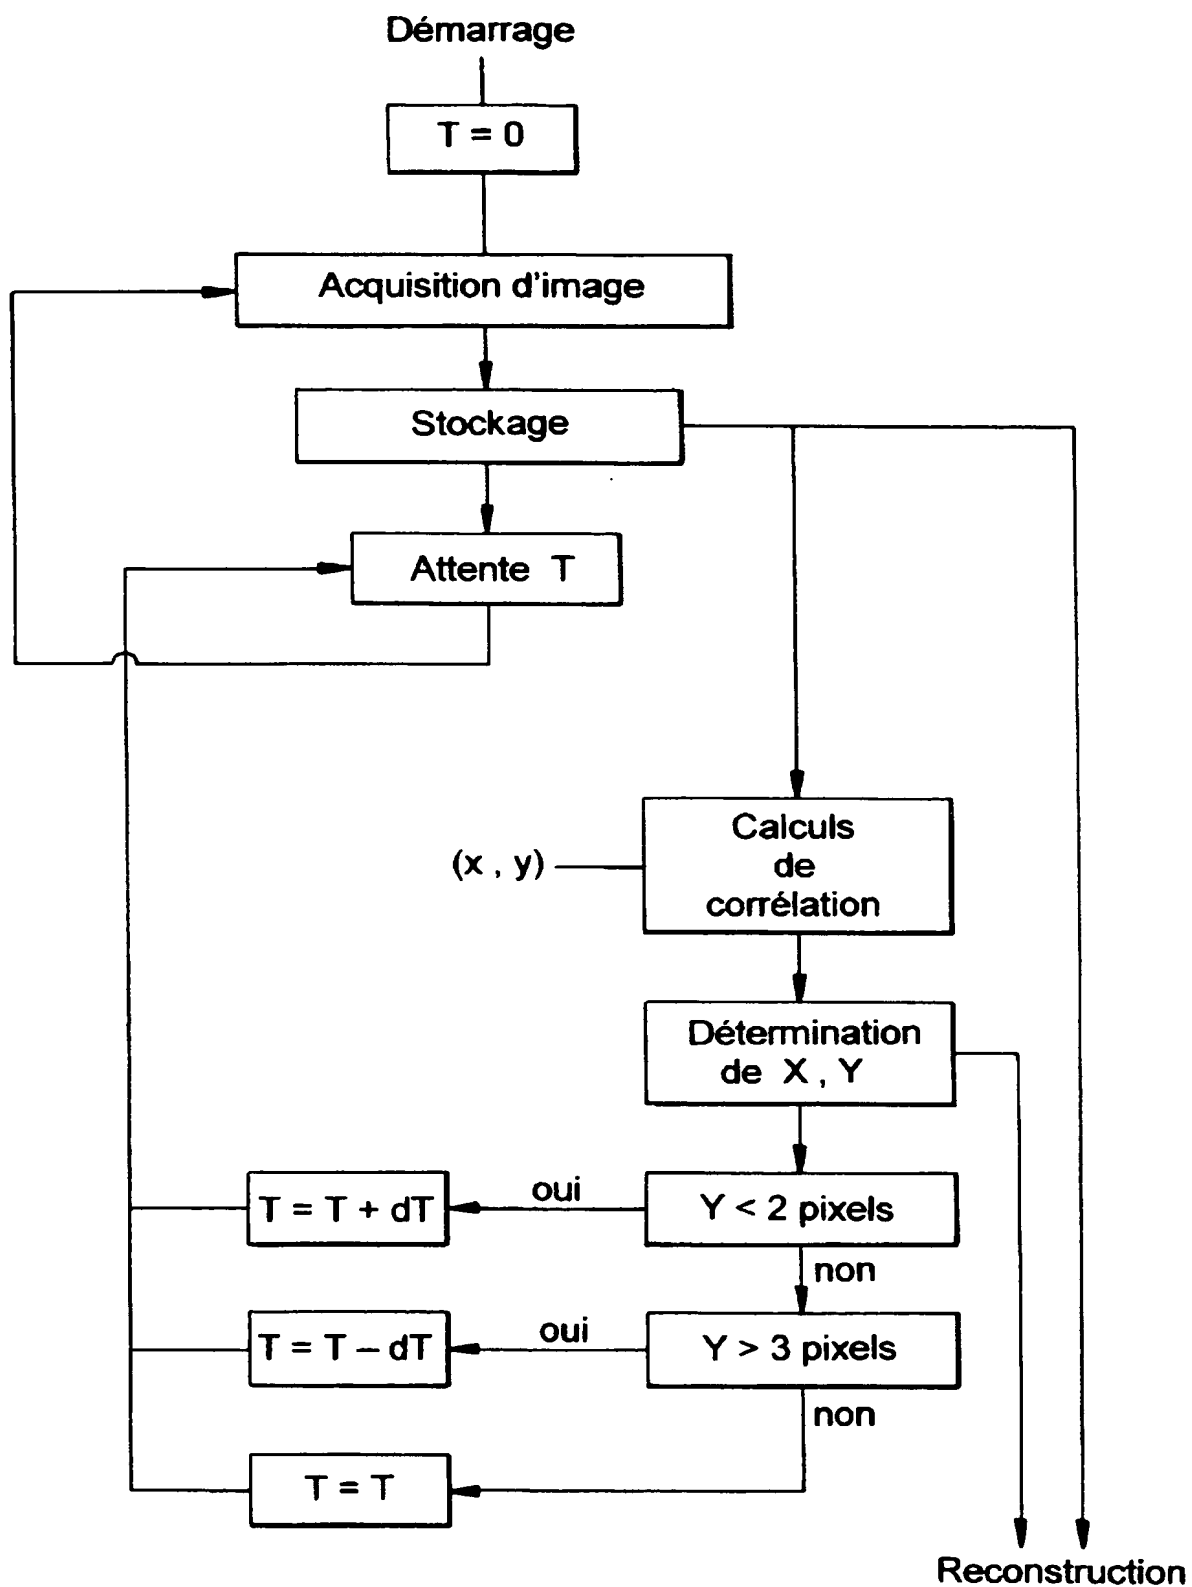 Démarrage
T = 0
Acquisition d'image
Stockage
Attente T
Calculs
de
corrélation
(x , y)
Détermination
de X , Y
T = T + dT
oui
Y < 2 pixels
non
T = T – dT
oui
Y > 3 pixels
non
T = T
Reconstruction